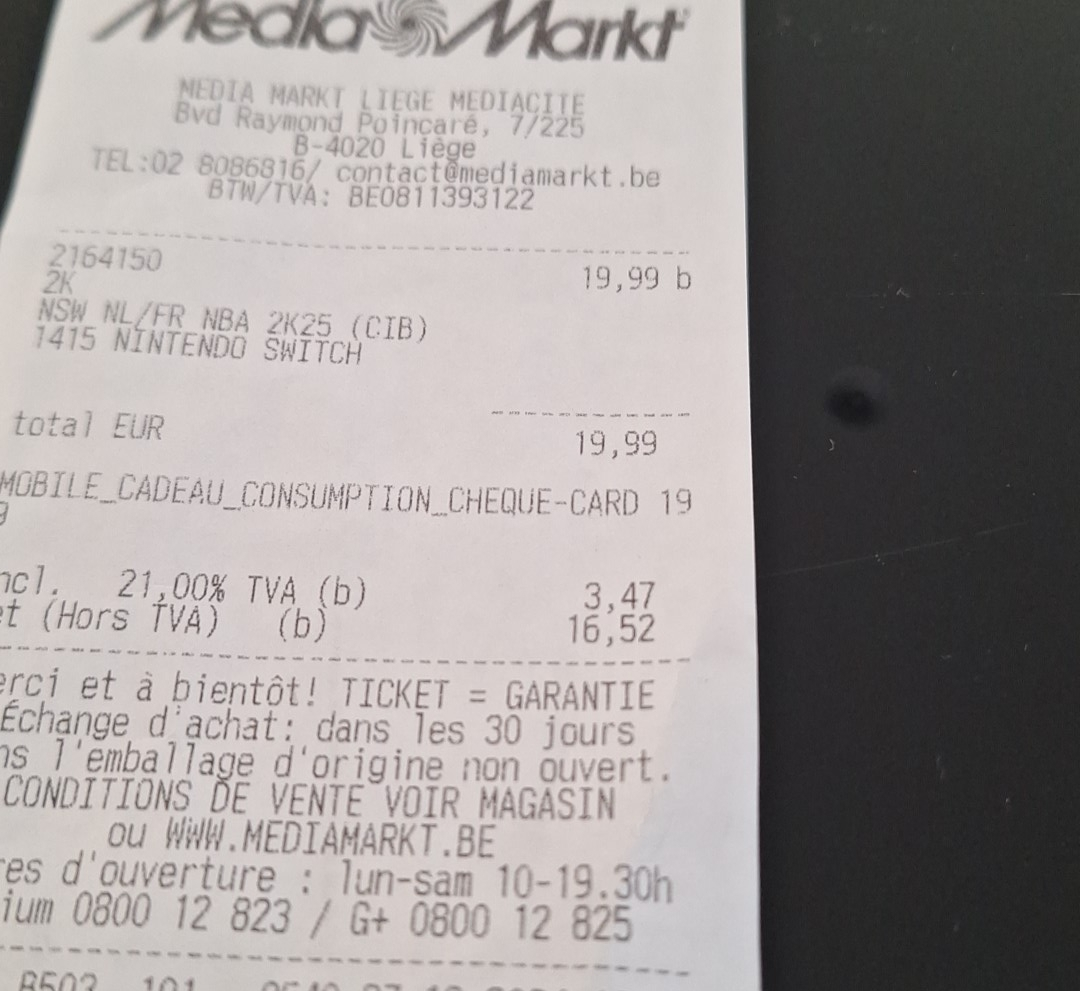 Media Markt
MEDIA MARKT LIEGE MEDIACITE
Bvd Raymond Poincaré, 7/225
B-4020 Liège
TEL:02 8086816/ contact@mediamarkt.be
BTW/TVA: BE0811393122
2164150
19,99 b
2K
NSW NL/FR NBA 2K25 (CIB)
1415 NINTENDO SWITCH
total EUR 19,99
MOBILE_CADEAU_CONSUMPTION_CHEQUE-CARD 19
ncl. 21,00% TVA (b) 3,47
et (Hors TVA) (b) 16,52
erci et à bientôt! TICKET = GARANTIE
Échange d'achat: dans les 30 jours
ns l'emballage d'origine non ouvert.
CONDITIONS DE VENTE VOIR MAGASIN
ou WWW.MEDIAMARKT.BE
res d'ouverture : lun-sam 10-19.30h
ium 0800 12 823 / G+ 0800 12 825